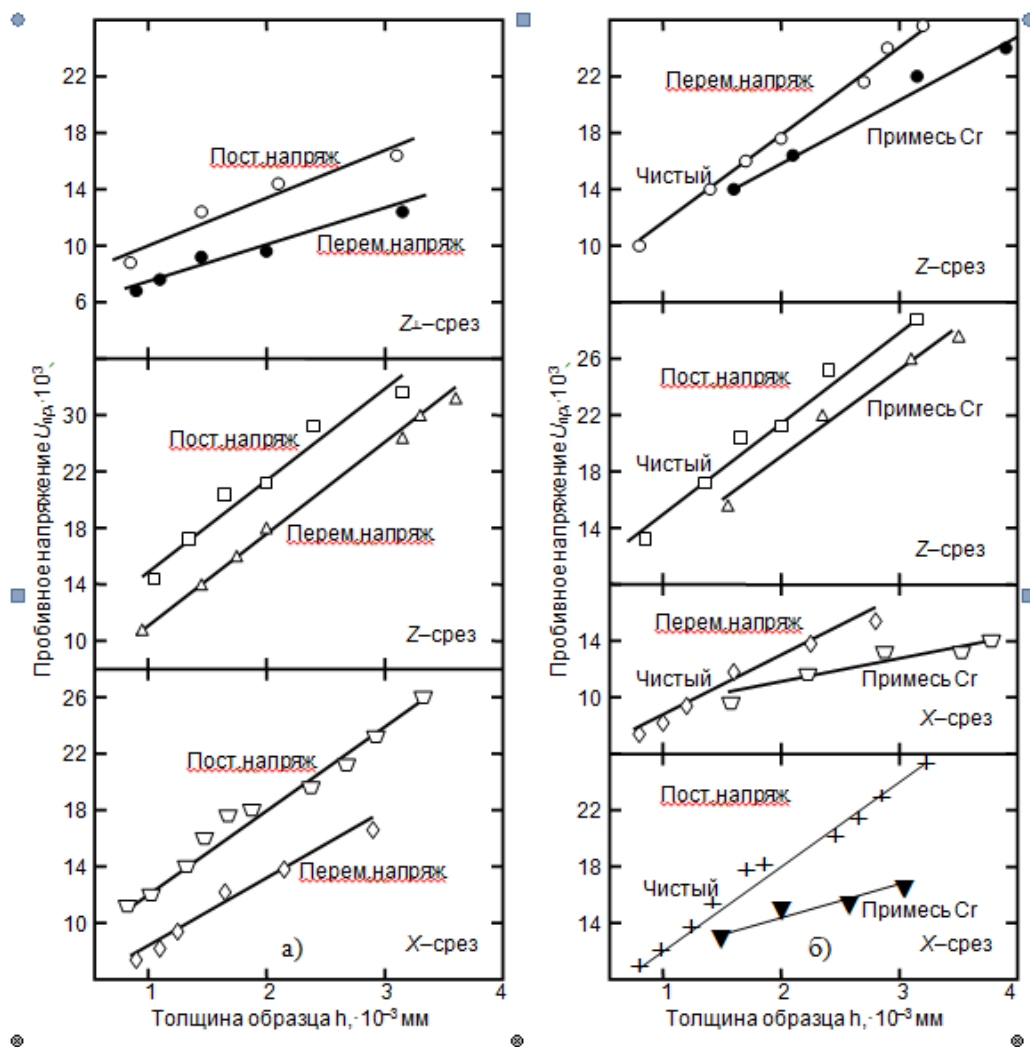 22
18
14
10
6
Пост.напряж.
Перем.напряж.
Z⊥–срез
30
22
18
14
10
Пост.напряж.
Перем.напряж.
Z–срез
26
22
18
14
10
Пост.напряж.
Перем.напряж.
X–срез
а)
1 2 3 4
Толщина образца h, ·10⁻³ мм
Пробивное напряжение Uпр, ·10³
22
18
14
10
Перем.напряж.
Примесь Cr
Чистый
Z–срез
26
22
18
14
Пост.напряж.
Примесь Cr
Чистый
Z–срез
14
10
Перем.напряж.
Чистый
Примесь Cr
X–срез
22
18
14
Пост.напряж.
Чистый
Примесь Cr
б)
X–срез
1 2 3 4
Толщина образца h, ·10⁻³ мм
Пробивное напряжение Uпр, ·10³